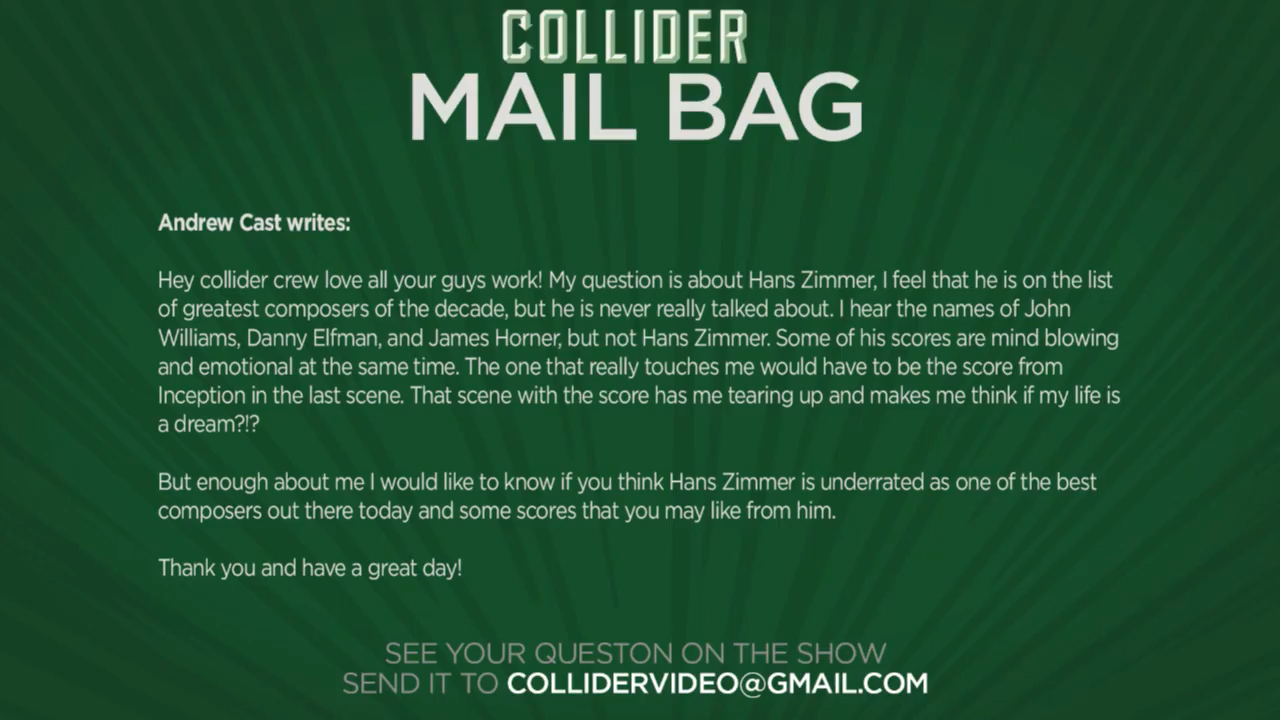 COLLIDER
MAIL BAG
Andrew Cast writes:
Hey collider crew love all your guys work! My question is about Hans Zimmer, I feel that he is on the list
of greatest composers of the decade, but he is never really talked about. I hear the names of John
Williams, Danny Elfman, and James Horner, but not Hans Zimmer. Some of his scores are mind blowing
and emotional at the same time. The one that really touches me would have to be the score from
Inception in the last scene. That scene with the score has me tearing up and makes me think if my life is
a dream?!?
But enough about me I would like to know if you think Hans Zimmer is underrated as one of the best
composers out there today and some scores that you may like from him.
Thank you and have a great day!
SEE YOUR QUESTON ON THE SHOW
SEND IT TO COLLIDERVIDEO@GMAIL.COM